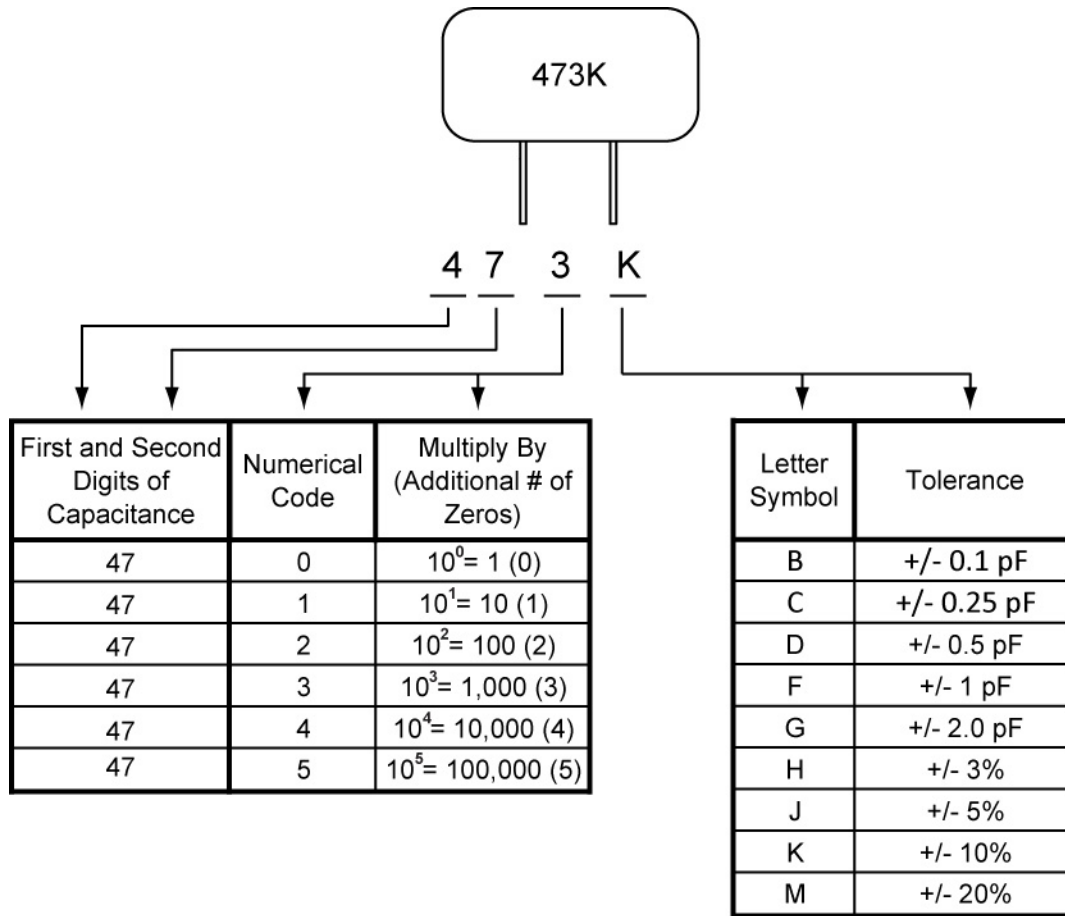 473K
4 7 3 K
First and Second
Digits of
Capacitance
Numerical
Code
Multiply By
(Additional # of
Zeros)
47 0 10⁰= 1 (0)
47 1 10¹= 10 (1)
47 2 10²= 100 (2)
47 3 10³= 1,000 (3)
47 4 10⁴= 10,000 (4)
47 5 10⁵= 100,000 (5)
Letter
Symbol
Tolerance
B +/- 0.1 pF
C +/- 0.25 pF
D +/- 0.5 pF
F +/- 1 pF
G +/- 2.0 pF
H +/- 3%
J +/- 5%
K +/- 10%
M +/- 20%